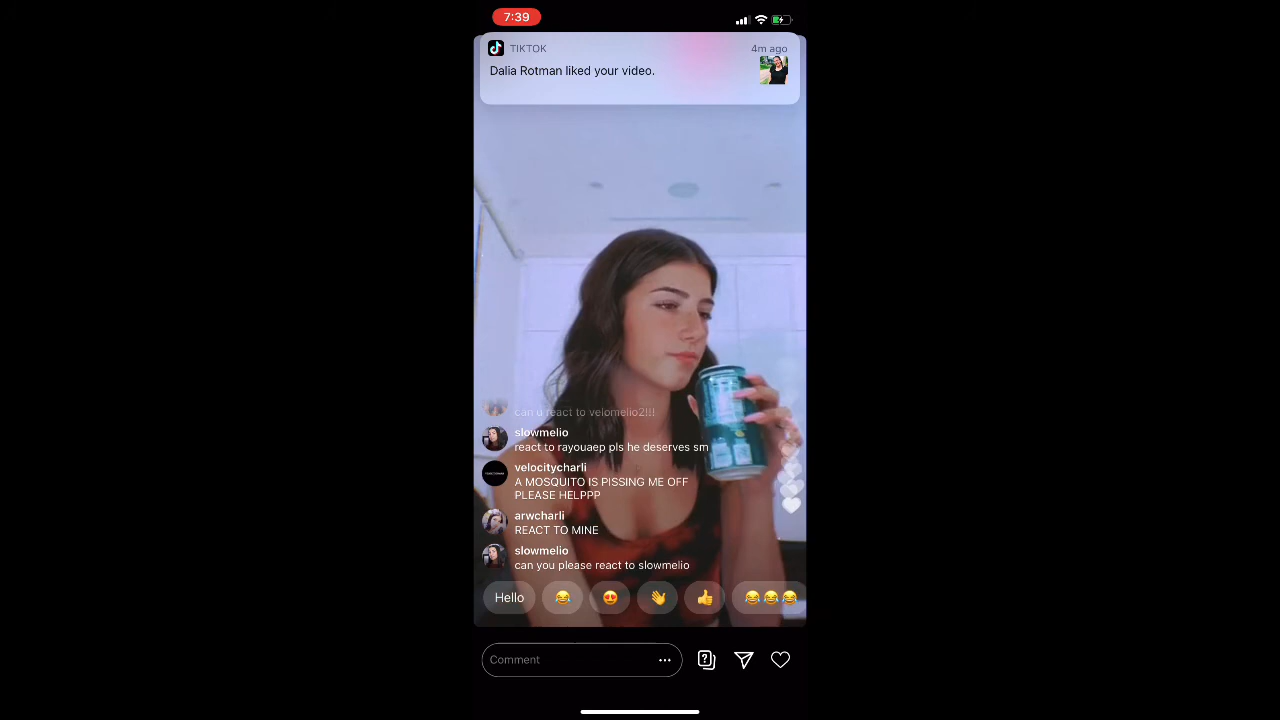 7:39
TIKTOK
4m ago
Dalia Rotman liked your video.
can u react to velpmelio2!!!
slowmelio
react to rayouaep pls he deserves sm
velocitycharli
A MOSQUITO IS PISSING ME OFF
PLEASE HELPPP
arwcharli
REACT TO MINE
slowmelio
can you please react to slowmelio
Hello
Comment